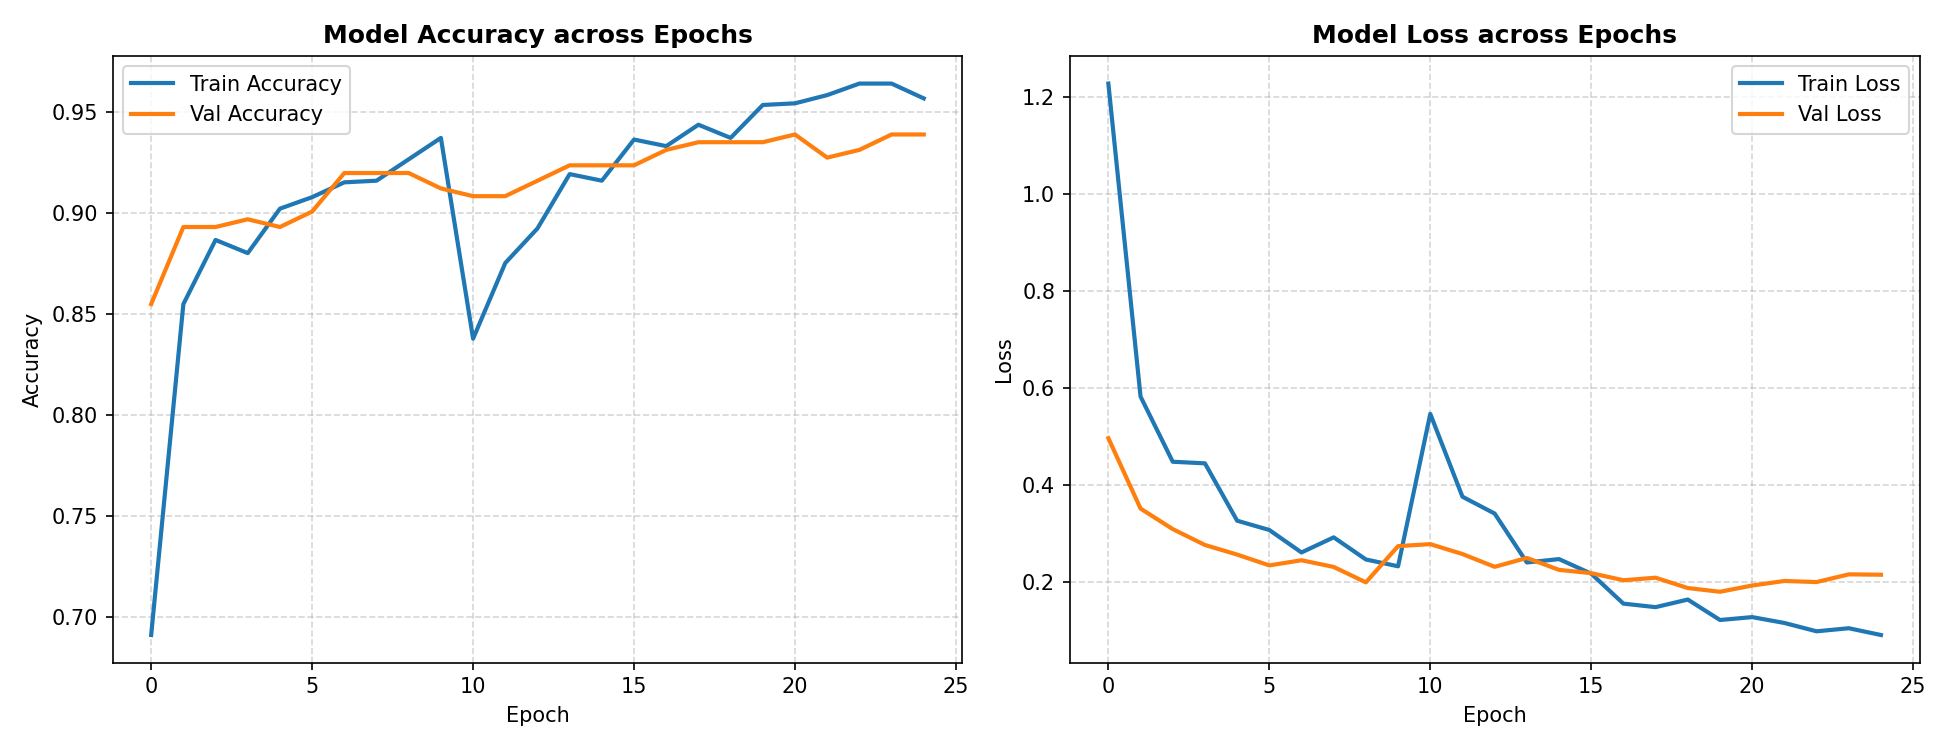 Model Accuracy across Epochs
Train Accuracy
Val Accuracy
0.95
0.90
0.85
0.80
0.75
0.70
Accuracy
0 5 10 15 20 25
Epoch
Model Loss across Epochs
Train Loss
Val Loss
1.2
1.0
0.8
0.6
0.4
0.2
Loss
0 5 10 15 20 25
Epoch